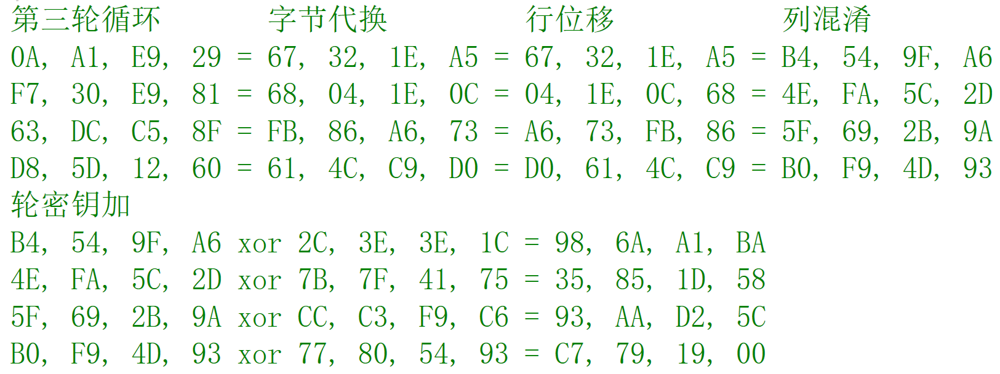 第三轮循环 字节代换 行位移 列混淆
0A, A1, E9, 29 = 67, 32, 1E, A5 = 67, 32, 1E, A5 = B4, 54, 9F, A6
F7, 30, E9, 81 = 68, 04, 1E, 0C = 04, 1E, 0C, 68 = 4E, FA, 5C, 2D
63, DC, C5, 8F = FB, 86, A6, 73 = A6, 73, FB, 86 = 5F, 69, 2B, 9A
D8, 5D, 12, 60 = 61, 4C, C9, D0 = D0, 61, 4C, C9 = B0, F9, 4D, 93
轮密钥加
B4, 54, 9F, A6 xor 2C, 3E, 3E, 1C = 98, 6A, A1, BA
4E, FA, 5C, 2D xor 7B, 7F, 41, 75 = 35, 85, 1D, 58
5F, 69, 2B, 9A xor CC, C3, F9, C6 = 93, AA, D2, 5C
B0, F9, 4D, 93 xor 77, 80, 54, 93 = C7, 79, 19, 00